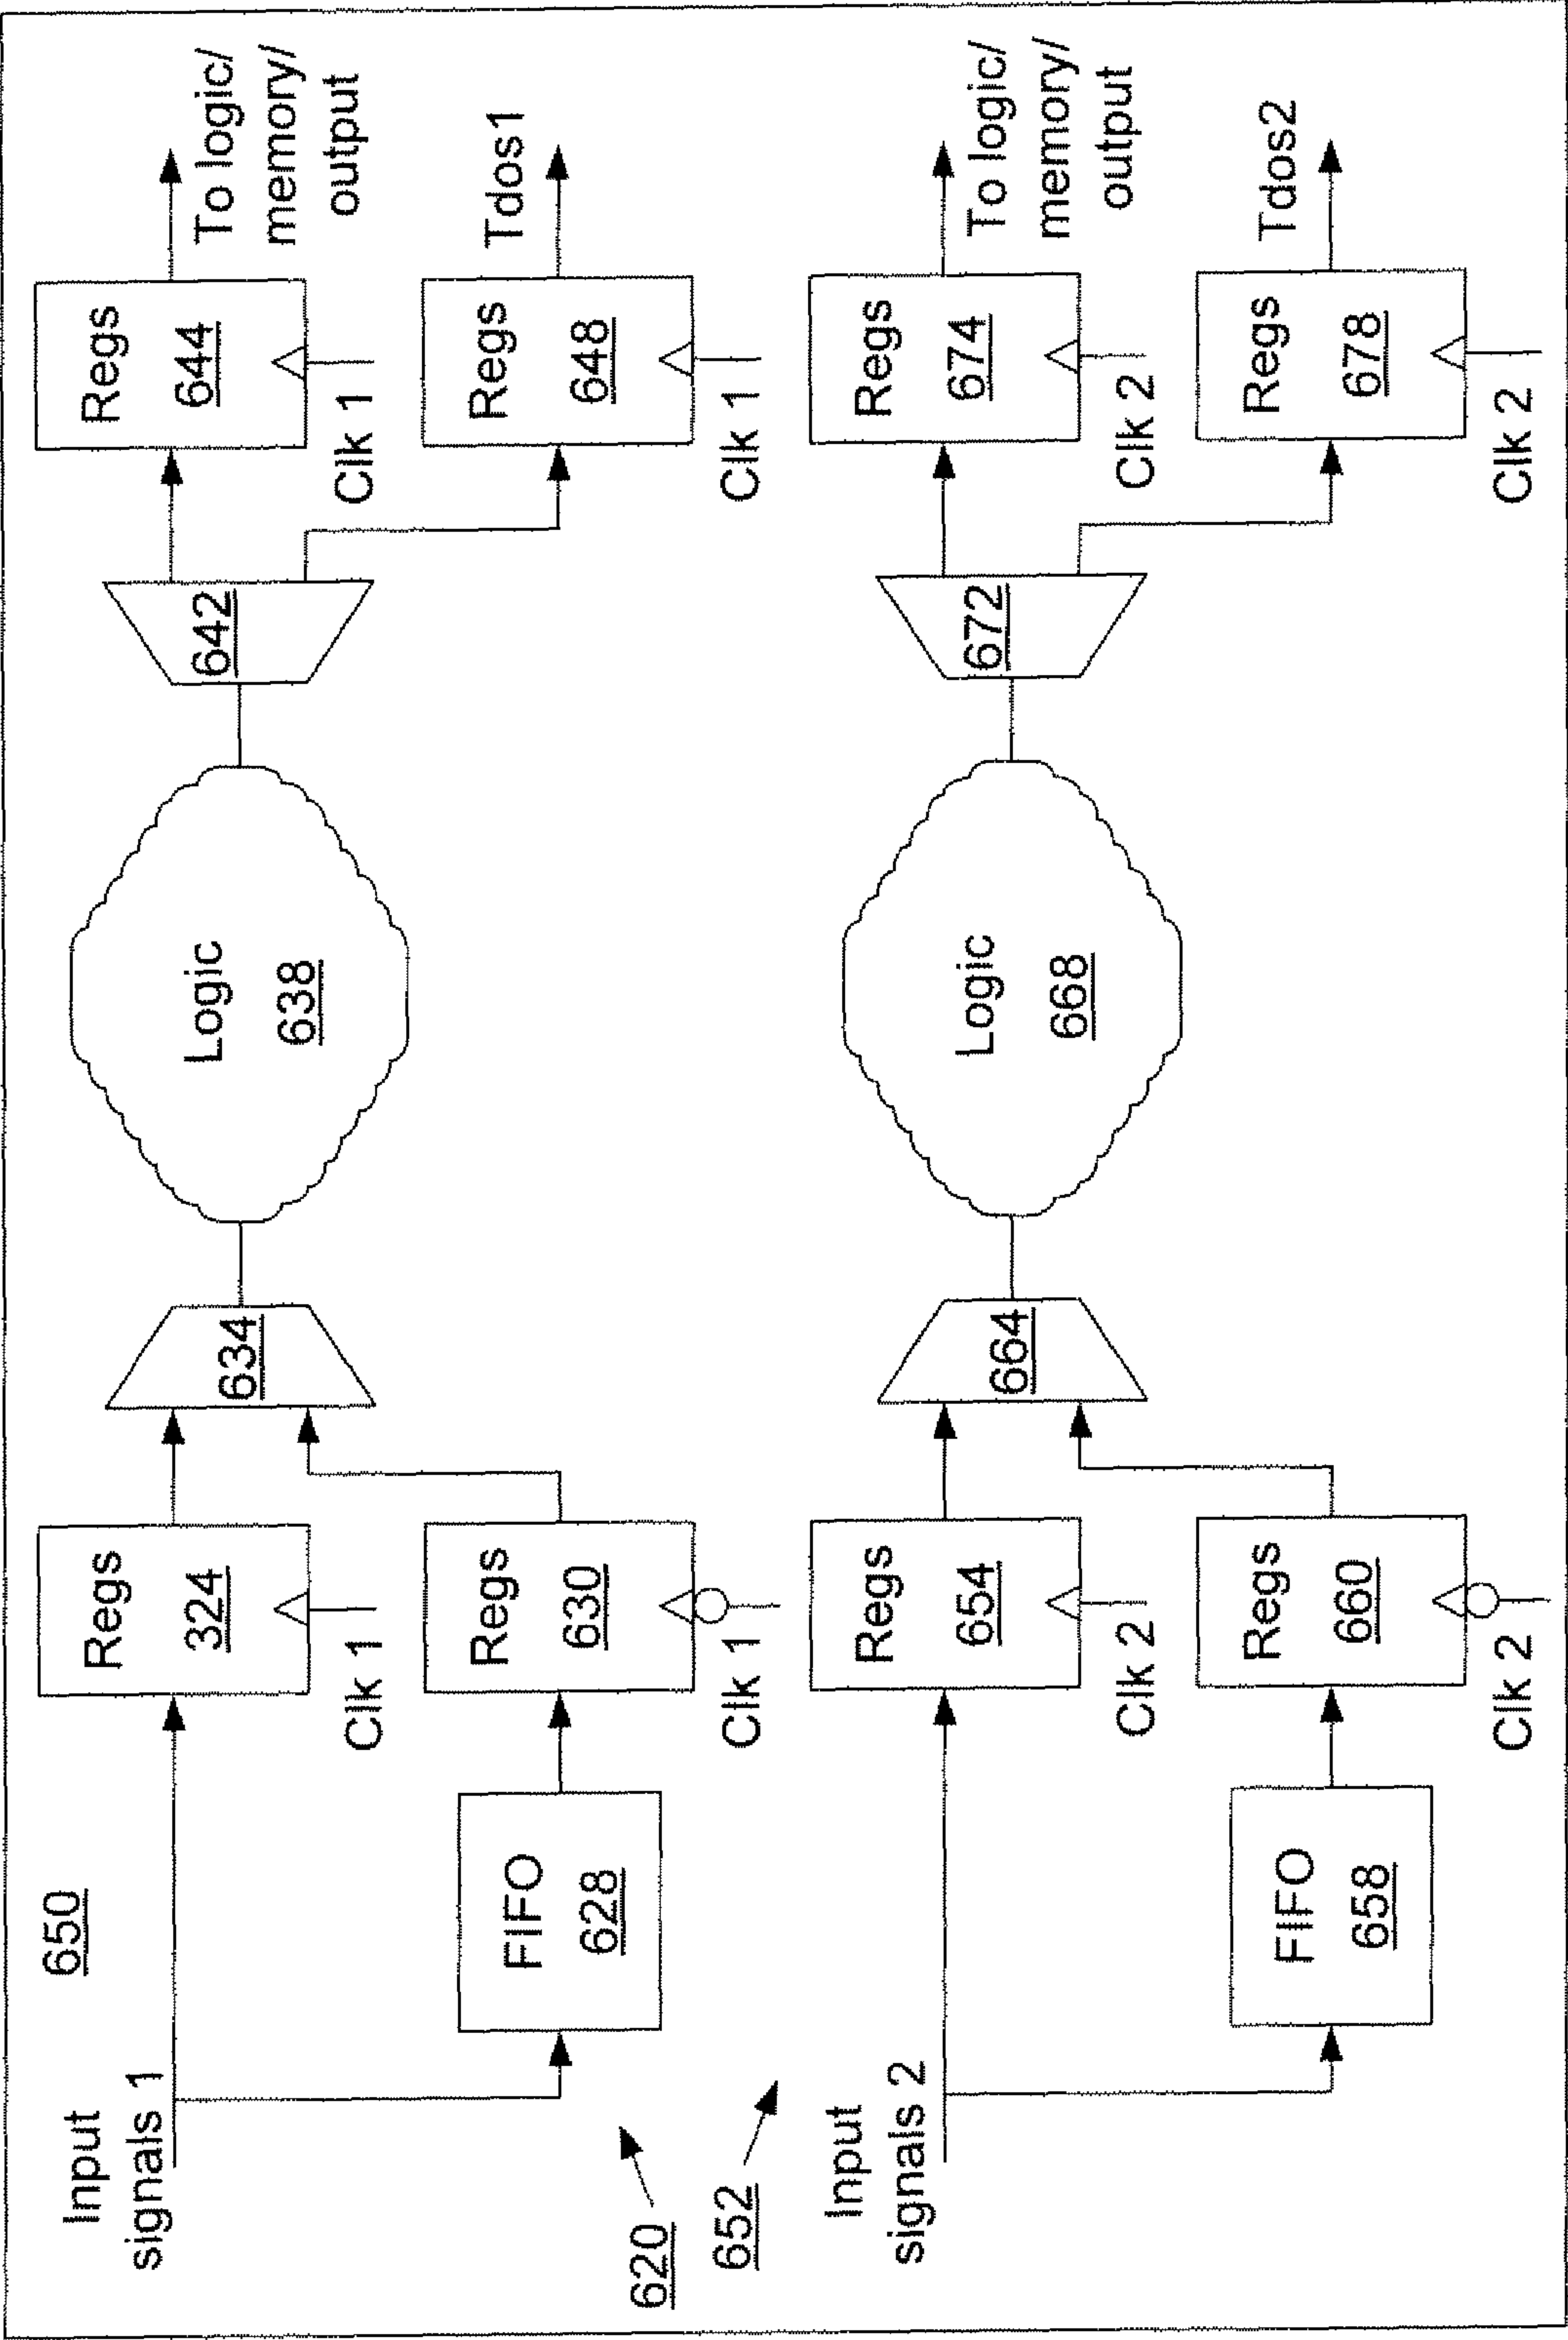 650
Input
signals 1
Regs
324
Clk 1
634
Logic
638
642
Regs
644
Clk 1
To logic/
memory/
output
FIFO
628
Regs
630
Clk 1
Regs
648
Clk 1
Tdos1
620
652
Input
signals 2
Regs
654
Clk 2
664
Logic
668
672
Regs
674
Clk 2
To logic/
memory/
output
FIFO
658
Regs
660
Clk 2
Regs
678
Clk 2
Tdos2